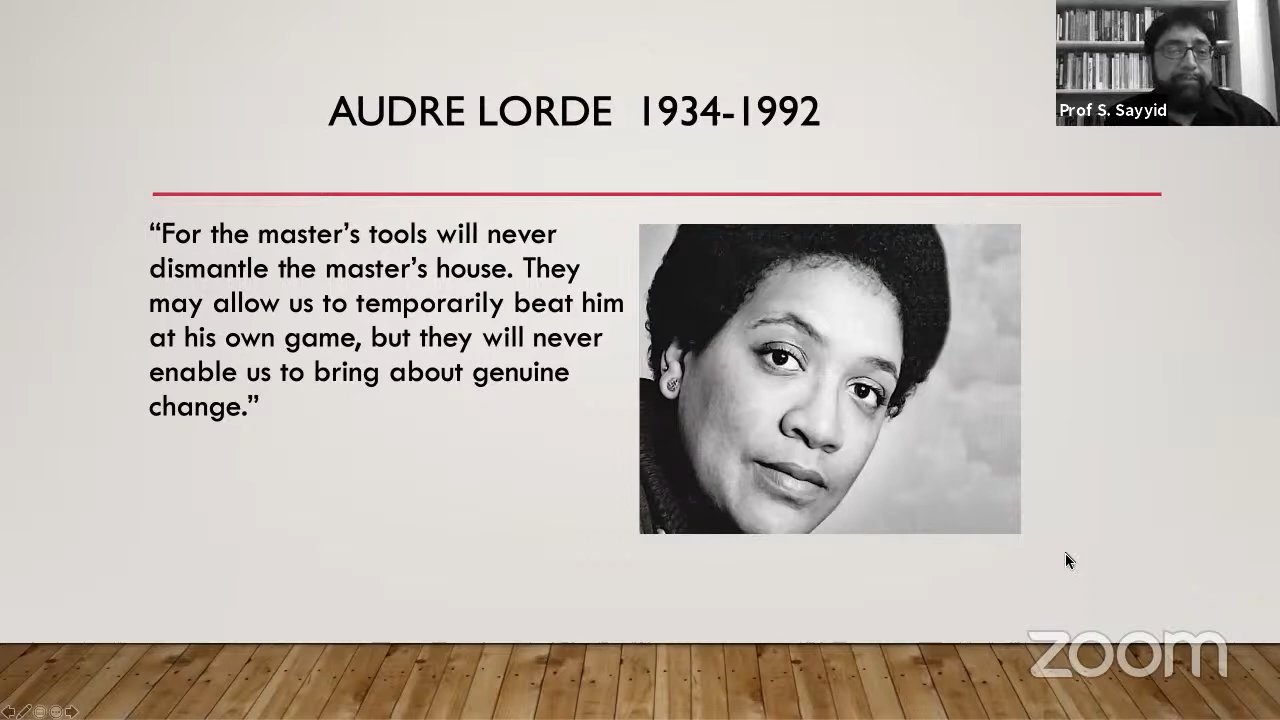 AUDRE LORDE 1934-1992
Prof S. Sayyid
“For the master’s tools will never
dismantle the master’s house. They
may allow us to temporarily beat him
at his own game, but they will never
enable us to bring about genuine
change.”
zoom